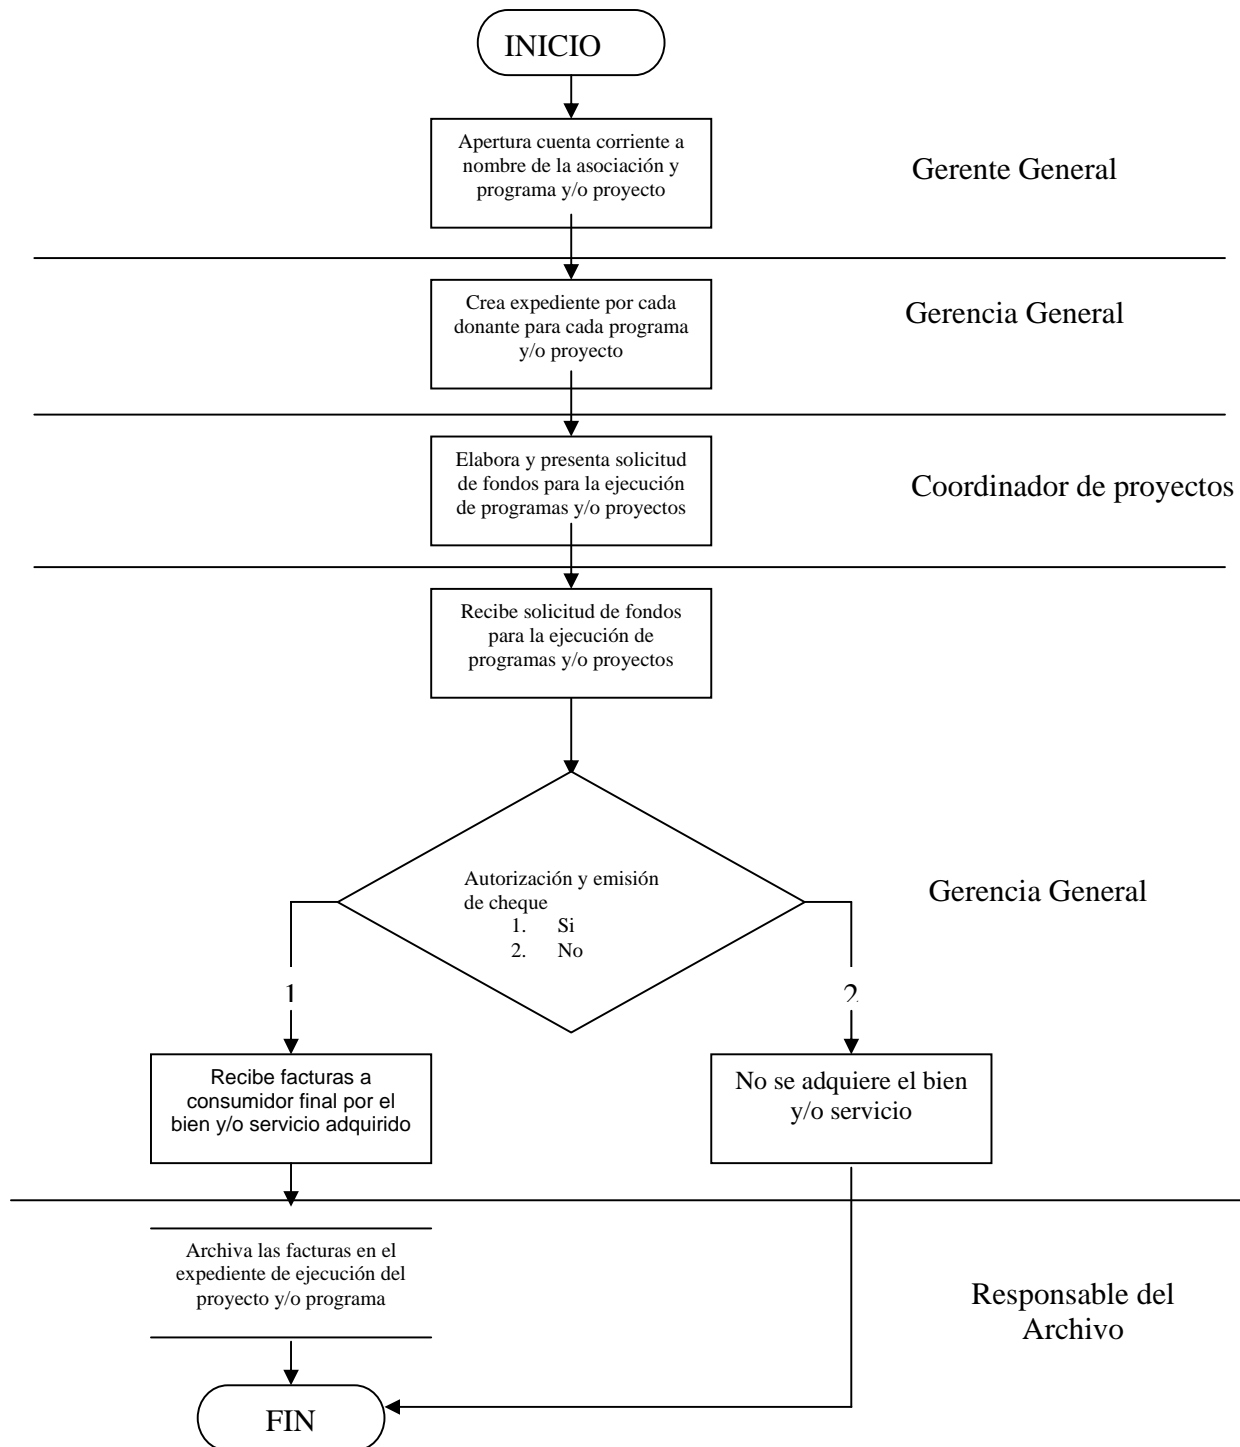 INICIO
Apertura cuenta corriente a
nombre de la asociación y
programa y/o proyecto
Gerente General
Crea expediente por cada
donante para cada programa
y/o proyecto
Gerencia General
Elabora y presenta solicitud
de fondos para la ejecución
de programas y/o proyectos
Coordinador de proyectos
Recibe solicitud de fondos
para la ejecución de
programas y/o proyectos
Autorización y emisión
de cheque
1. Si
2. No
Gerencia General
1
2
Recibe facturas a
consumidor final por el
bien y/o servicio adquirido
No se adquiere el bien
y/o servicio
Archiva las facturas en el
expediente de ejecución del
proyecto y/o programa
Responsable del
Archivo
FIN